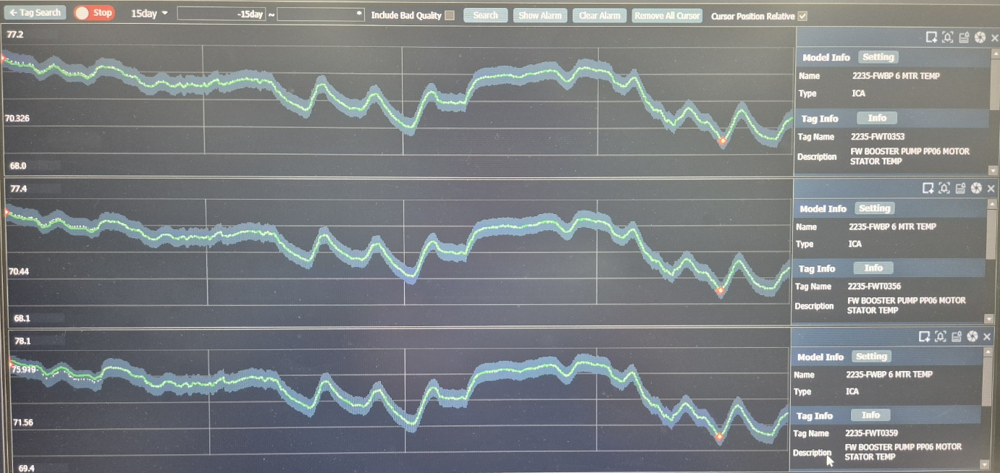 ← Tag Search Stop 15day -15day ~ * Include Bad Quality Search Show Alarm Clear Alarm Remove All Cursor Cursor Position Relative
77.2
70.326
68.0
Model Info Setting
Name 2235-FWBP 6 MTR TEMP
Type ICA
Tag Info Info
Tag Name 2235-FWT0353
Description FW BOOSTER PUMP PP06 MOTOR
STATOR TEMP
77.4
70.44
68.1
Model Info Setting
Name 2235-FWBP 6 MTR TEMP
Type ICA
Tag Info Info
Tag Name 2235-FWT0356
Description FW BOOSTER PUMP PP06 MOTOR
STATOR TEMP
78.1
75.949
71.56
69.4
Model Info Setting
Name 2235-FWBP 6 MTR TEMP
Type ICA
Tag Info Info
Tag Name 2235-FWT0359
Description FW BOOSTER PUMP PP06 MOTOR
STATOR TEMP